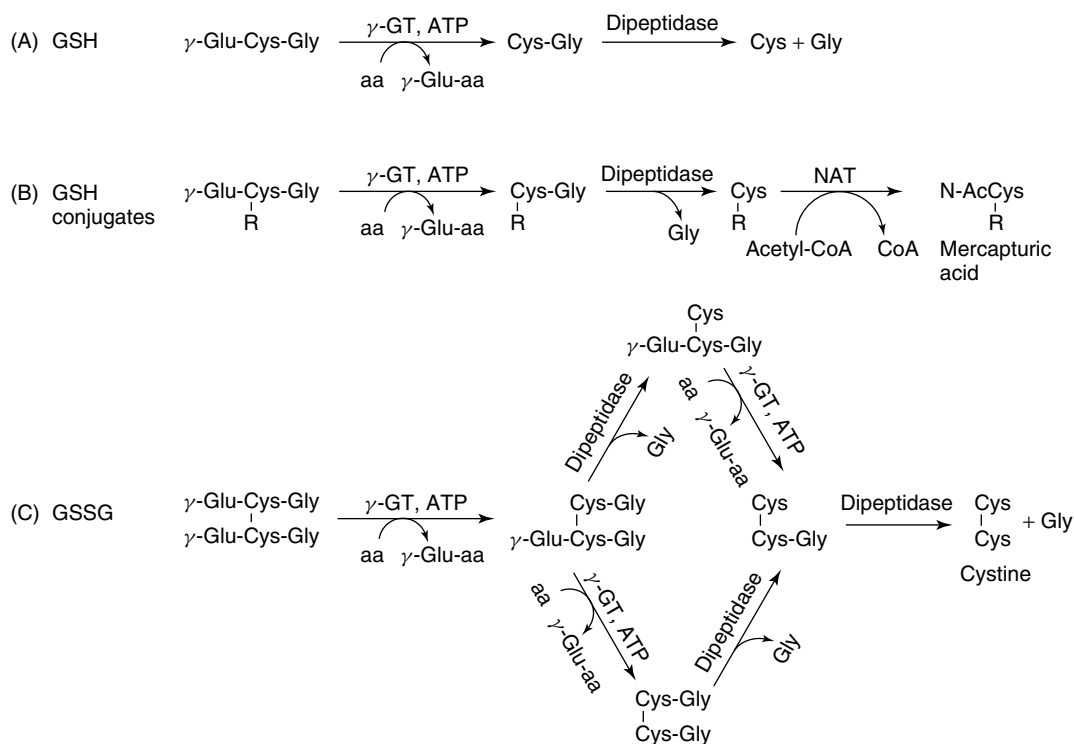 (A) GSH γ-Glu-Cys-Gly γ-GT, ATP Cys-Gly Dipeptidase Cys + Gly
aa γ-Glu-aa
(B) GSH
conjugates
γ-Glu-Cys-Gly
R
γ-GT, ATP
aa γ-Glu-aa
Cys-Gly
R
Dipeptidase
Gly
Cys
R
NAT
Acetyl-CoA CoA
N-AcCys
R
Mercapturic
acid
(C) GSSG
γ-Glu-Cys-Gly
γ-Glu-Cys-Gly
γ-GT, ATP
aa γ-Glu-aa
Cys-Gly
γ-Glu-Cys-Gly
Dipeptidase
Gly
Cys
γ-Glu-Cys-Gly
γ-GT, ATP
aa
γ-Glu-aa
γ-GT, ATP
aa
γ-Glu-aa
Cys-Gly
Cys-Gly
Dipeptidase
Gly
Cys
Cys-Gly
Dipeptidase
Cys
Cys
+ Gly
Cystine